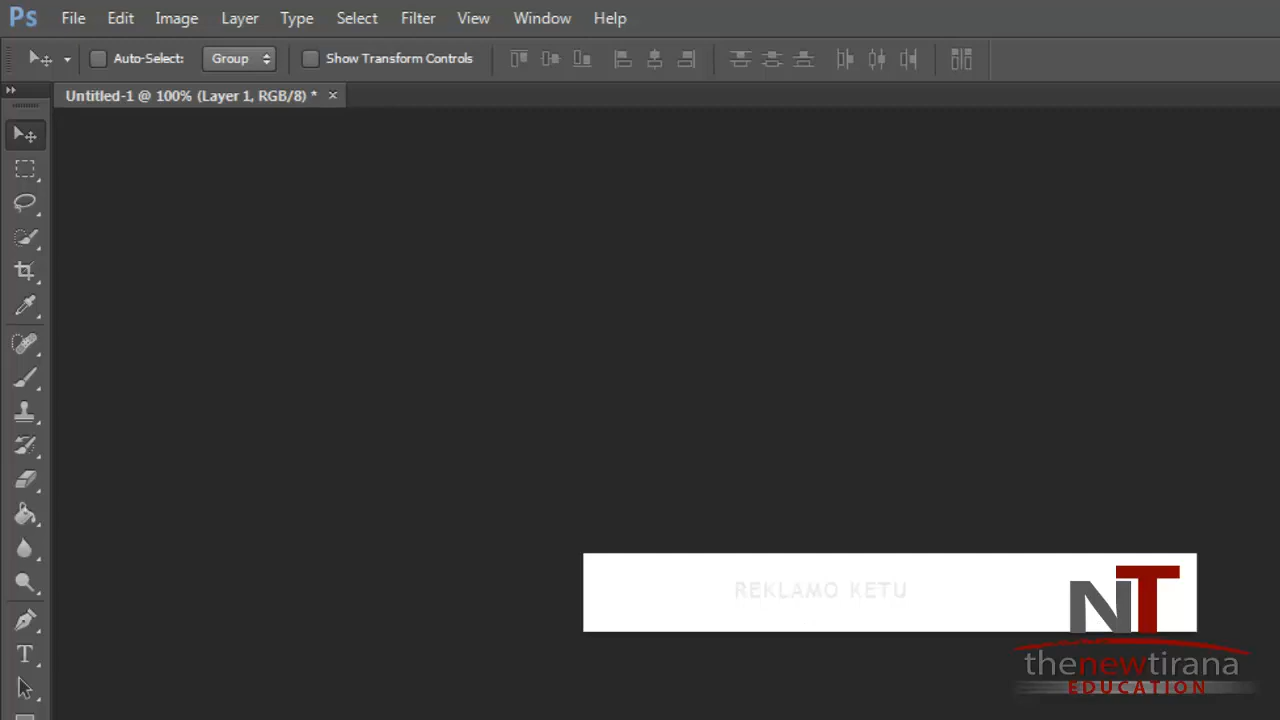 Ps File Edit Image Layer Type Select Filter View Window Help
Auto-Select: Group Show Transform Controls
Untitled-1 @ 100% (Layer 1, RGB/8) * ×
T
REKLAMO KETU
NT
thenewtirana
EDUCATION